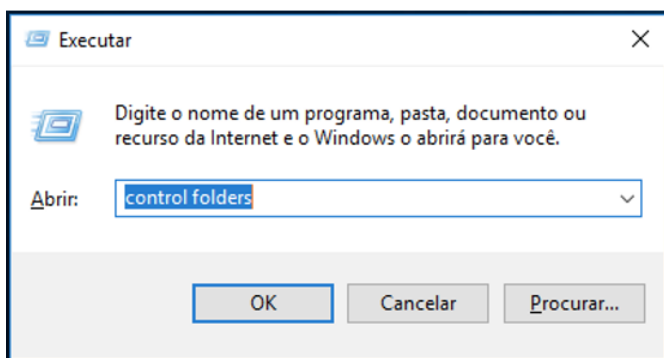 Executar
Digite o nome de um programa, pasta, documento ou
recurso da Internet e o Windows o abrirá para você.
Abrir: control folders
OK Cancelar Procurar...